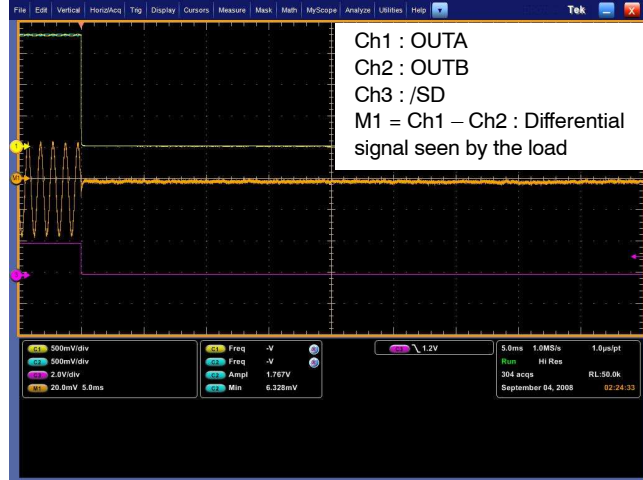 File Edit Vertical Horiz/Acq Trig Display Cursors Measure Mask Math MyScope Analyze Utilities Help Tek
Ch1 : OUTA
Ch2 : OUTB
Ch3 : /SD
M1 = Ch1 – Ch2 : Differential
signal seen by the load
C1 500mV/div
C2 500mV/div
C3 2.0V/div
M1 20.0mV 5.0ms
C1 Freq -V
C2 Freq -V
C2 Ampl 1.767V
C2 Min 6.328mV
C3 1.2V
5.0ms 1.0MS/s 1.0µs/pt
Run Hi Res
304 acqs RL:50.0k
September 04, 2008 02:24:33